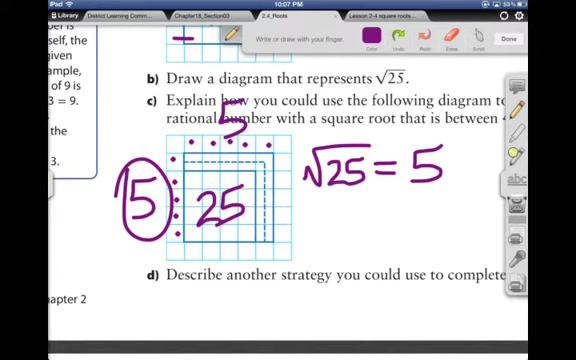 iPad
10:07 PM
53%
Library
District Learning Comm...
Chapter18_Section03
2.4_Roots
Lesson 2-4 square roots...
Write or draw with your finger.
Color
Undo
Redo
Erase
Scroll
Done
ber is
self, the
given
ample,
of 9 is
3 = 9.
the
3.
b) Draw a diagram that represents √25.
c) Explain how you could use the following diagram to
rational number with a square root that is between 4
5
5
25
√25 = 5
abc
d) Describe another strategy you could use to complete
apter 2